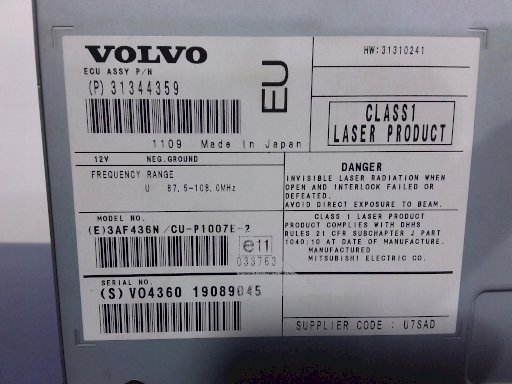 VOLVO
ECU ASSY P/N
(P) 31344359
EU
1109 Made In Japan
HW:31310241
CLASS1
LASER PRODUCT
12V NEG.GROUND
FREQUENCY RANGE
U 87.5-108.0MHz
DANGER
INVISIBLE LASER RADIATION WHEN
OPEN AND INTERLOCK FAILED OR
DEFEATED.
AVOID DIRECT EXPOSURE TO BEAM.
MODEL NO.
(E)3AF436N /CU-P1007E-2
e11
033762
CLASS 1 LASER PRODUCT
PRODUCT COMPLIES WITH DHHS
RULES 21 CFR SUBCHAPTER J PART
1040:10 AT DATE OF MANUFACTURE.
MANUFACTURED
MITSUBISHI ELECTRIC CO.
SERIAL NO.
(S) VO4360 19089045
SUPPLIER CODE : U7SAD